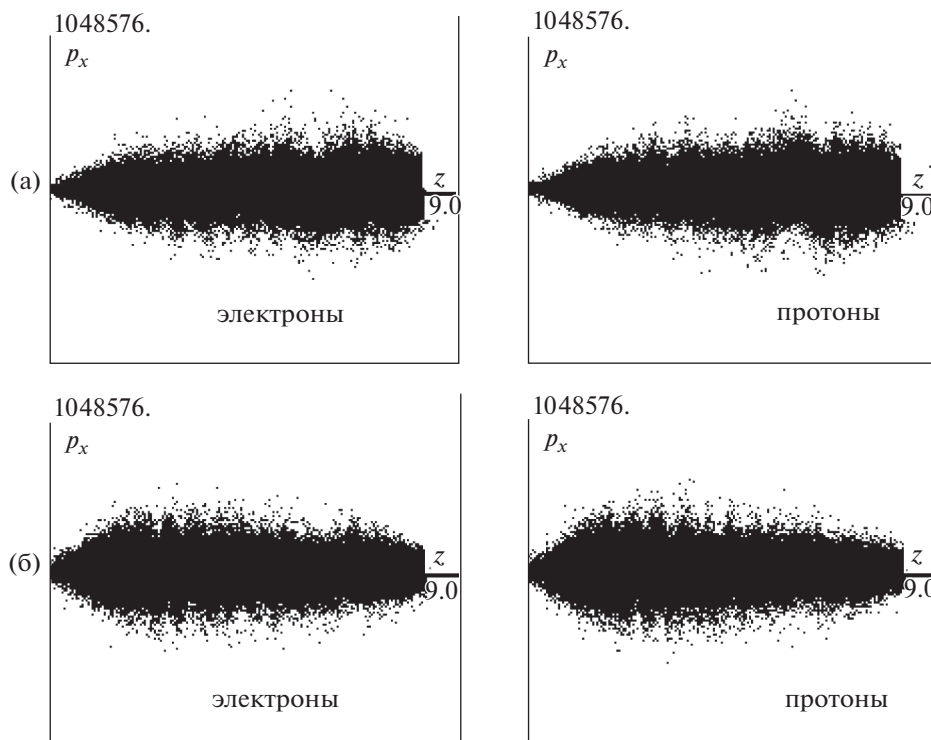 1048576.
p_x
(а)
z
9.0
электроны
1048576.
p_x
z
9.0
протоны
1048576.
p_x
(б)
z
9.0
электроны
1048576.
p_x
z
9.0
протоны